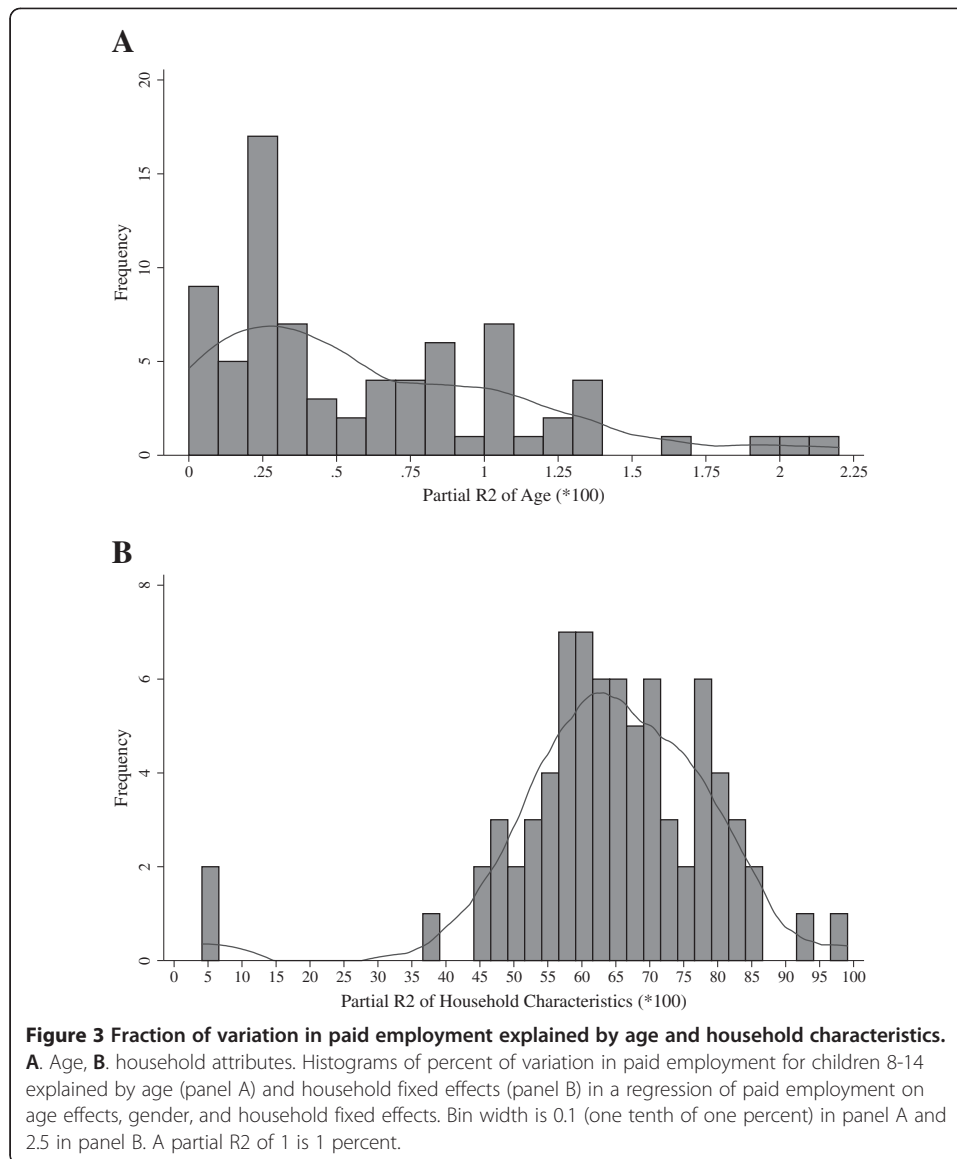 A
20
15
10
5
0
Frequency
0 .25 .5 .75 1 1.25 1.5 1.75 2 2.25
Partial R2 of Age (*100)
B
8
6
4
2
0
Frequency
0 5 10 15 20 25 30 35 40 45 50 55 60 65 70 75 80 85 90 95 100
Partial R2 of Household Characteristics (*100)
Figure 3 Fraction of variation in paid employment explained by age and household characteristics.
A. Age, B. household attributes. Histograms of percent of variation in paid employment for children 8-14
explained by age (panel A) and household fixed effects (panel B) in a regression of paid employment on
age effects, gender, and household fixed effects. Bin width is 0.1 (one tenth of one percent) in panel A and
2.5 in panel B. A partial R2 of 1 is 1 percent.